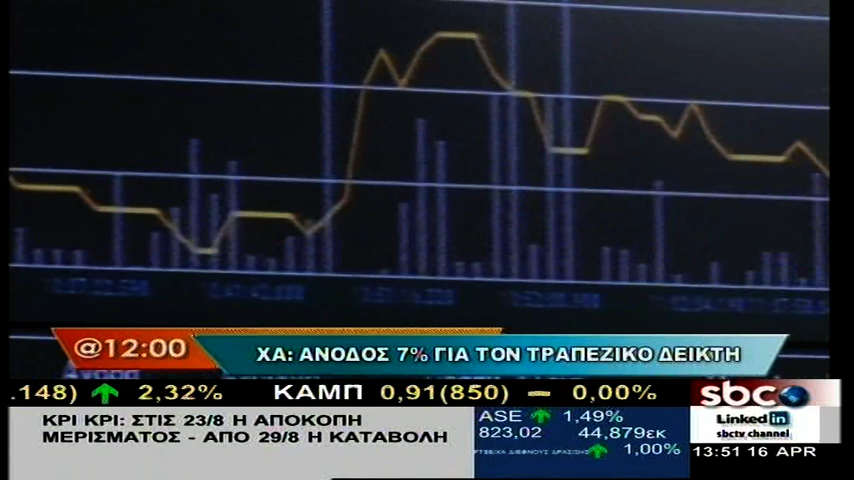 @12:00
ΧΑ: ΑΝΟΔΟΣ 7% ΓΙΑ ΤΟΝ ΤΡΑΠΕΖΙΚΟ ΔΕΙΚΤΗ
.148) 2,32% ΚΑΜΠ 0,91(850) 0,00%
sbc
ΚΡΙ ΚΡΙ: ΣΤΙΣ 23/8 Η ΑΠΟΚΟΠΗ
ΜΕΡΙΣΜΑΤΟΣ - ΑΠΟ 29/8 Η ΚΑΤΑΒΟΛΗ
ASE 1,49%
823,02 44,879εκ
1,00%
Linked in
sbctv channel
13:51 16 APR